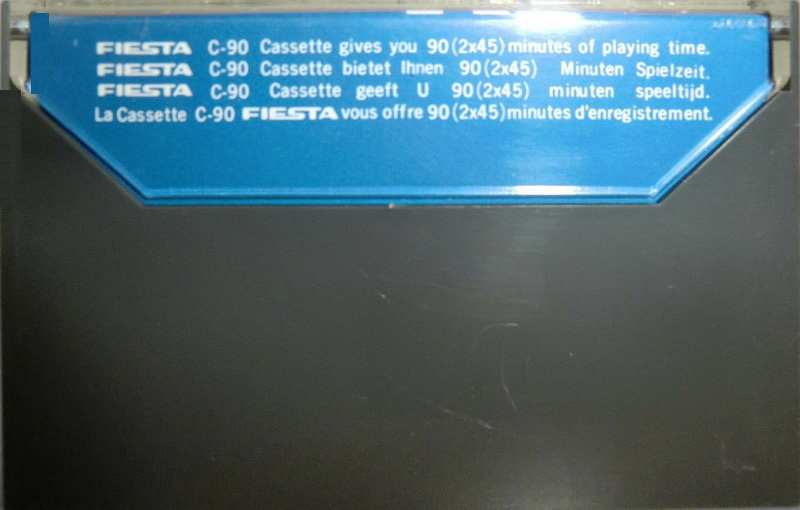 FIESTA C-90 Cassette gives you 90(2x45)minutes of playing time.
FIESTA C-90 Cassette bietet Ihnen 90(2x45) Minuten Spielzeit.
FIESTA C-90 Cassette geeft U 90(2x45) minuten speeltijd.
La Cassette C-90 FIESTA vous offre 90(2x45)minutes d'enregistrement.